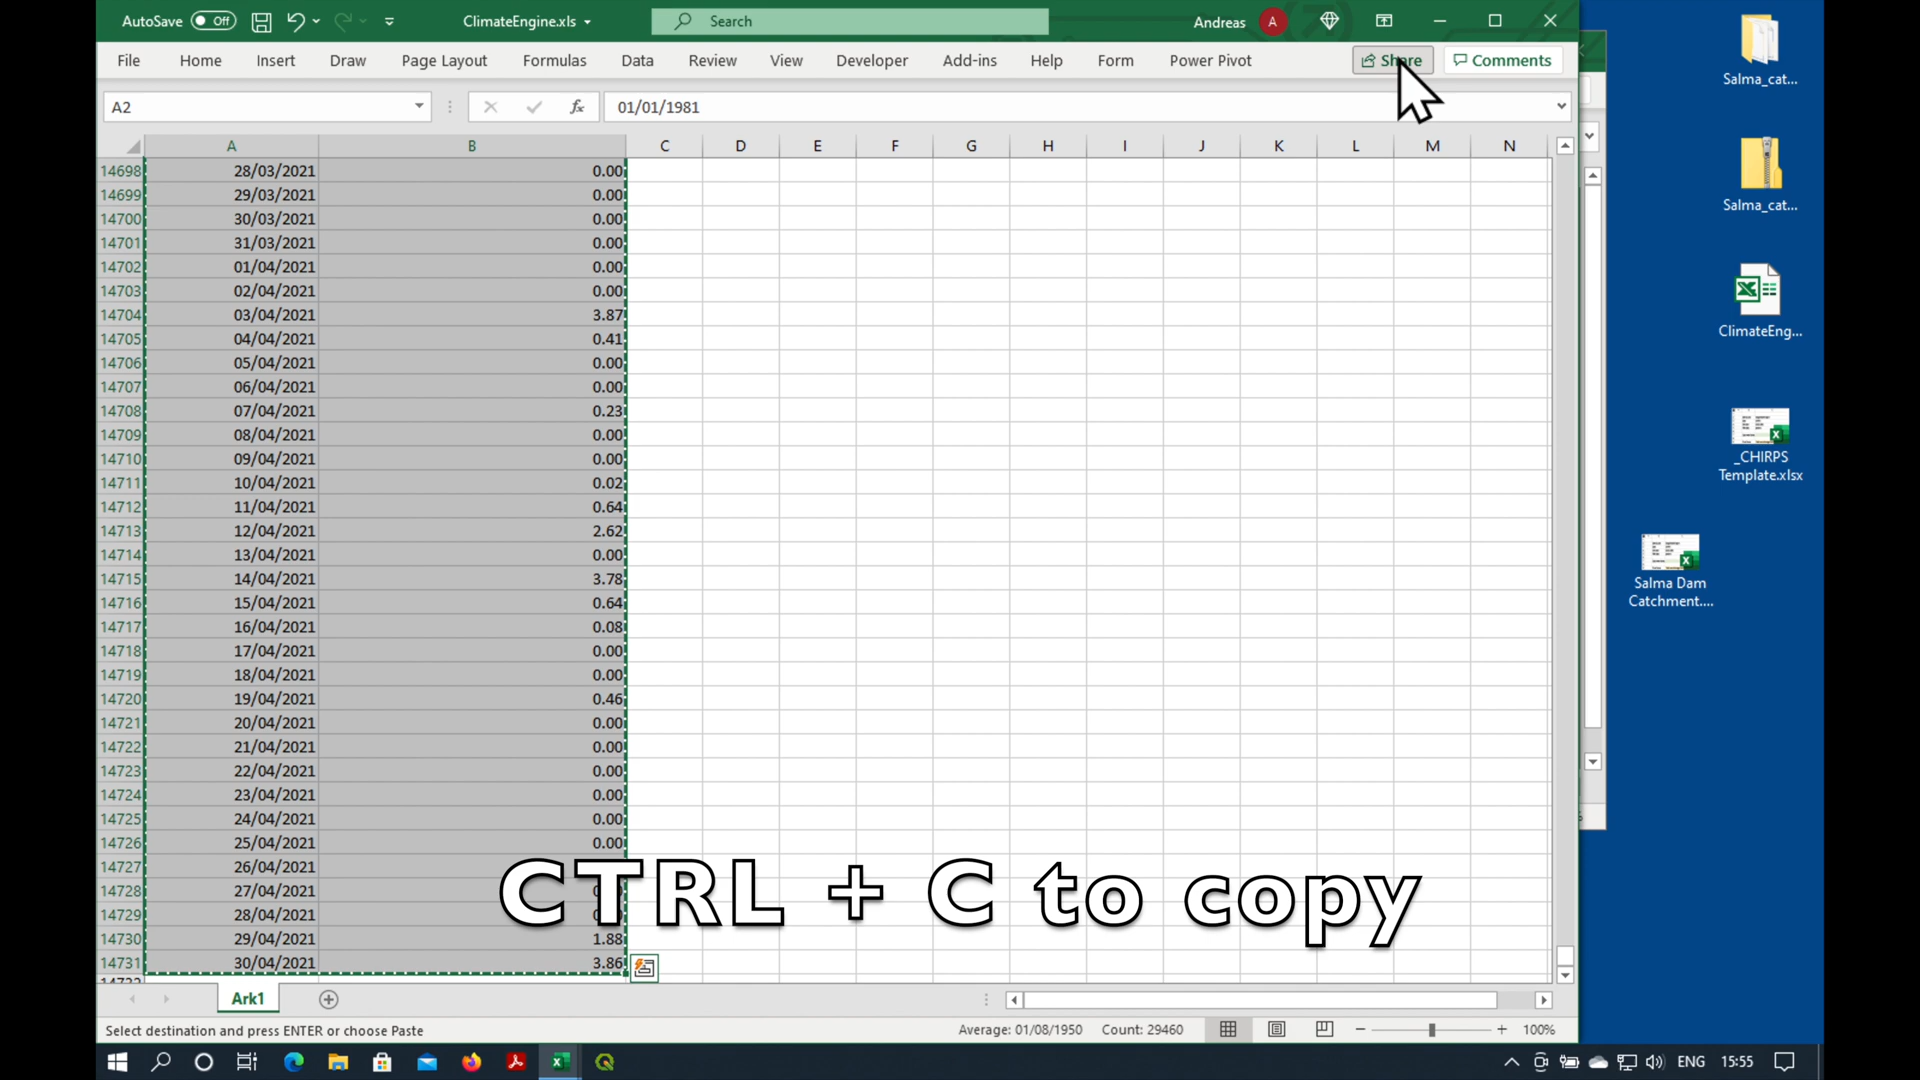 AutoSave Off ClimateEngine.xls Search Andreas A
File Home Insert Draw Page Layout Formulas Data Review View Developer Add-ins Help Form Power Pivot Share Comments
A2 fx 01/01/1981
A B C D E F G H I J K L M N
14698 28/03/2021 0.00
14699 29/03/2021 0.00
14700 30/03/2021 0.00
14701 31/03/2021 0.00
14702 01/04/2021 0.00
14703 02/04/2021 0.00
14704 03/04/2021 3.87
14705 04/04/2021 0.41
14706 05/04/2021 0.00
14707 06/04/2021 0.00
14708 07/04/2021 0.23
14709 08/04/2021 0.00
14710 09/04/2021 0.00
14711 10/04/2021 0.02
14712 11/04/2021 0.64
14713 12/04/2021 2.62
14714 13/04/2021 0.00
14715 14/04/2021 3.78
14716 15/04/2021 0.64
14717 16/04/2021 0.08
14718 17/04/2021 0.00
14719 18/04/2021 0.00
14720 19/04/2021 0.46
14721 20/04/2021 0.00
14722 21/04/2021 0.00
14723 22/04/2021 0.00
14724 23/04/2021 0.00
14725 24/04/2021 0.00
14726 25/04/2021 0.00
14727 26/04/2021
14728 27/04/2021
14729 28/04/2021
14730 29/04/2021 1.88
14731 30/04/2021 3.86
CTRL + C to copy
Ark1
Select destination and press ENTER or choose Paste Average: 01/08/1950 Count: 29460 100%
ENG 15:55
Salma_cat...
Salma_cat...
ClimateEng...
_CHIRPS
Template.xlsx
Salma Dam
Catchment....